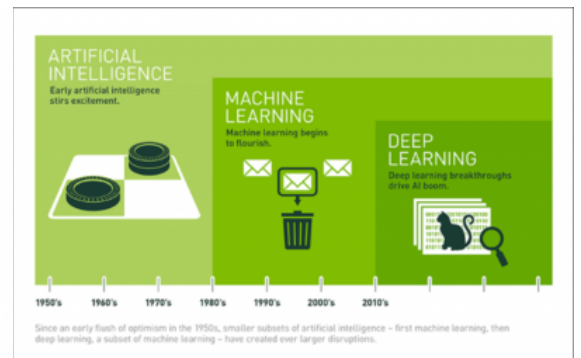 ARTIFICIAL
INTELLIGENCE
Early artificial intelligence
stirs excitement.
MACHINE
LEARNING
Machine learning begins
to flourish.
DEEP
LEARNING
Deep learning breakthroughs
drive AI boom.
1950's 1960's 1970's 1980's 1990's 2000's 2010's
Since an early flush of optimism in the 1950s, smaller subsets of artificial intelligence – first machine learning, then
deep learning, a subset of machine learning – have created ever larger disruptions.